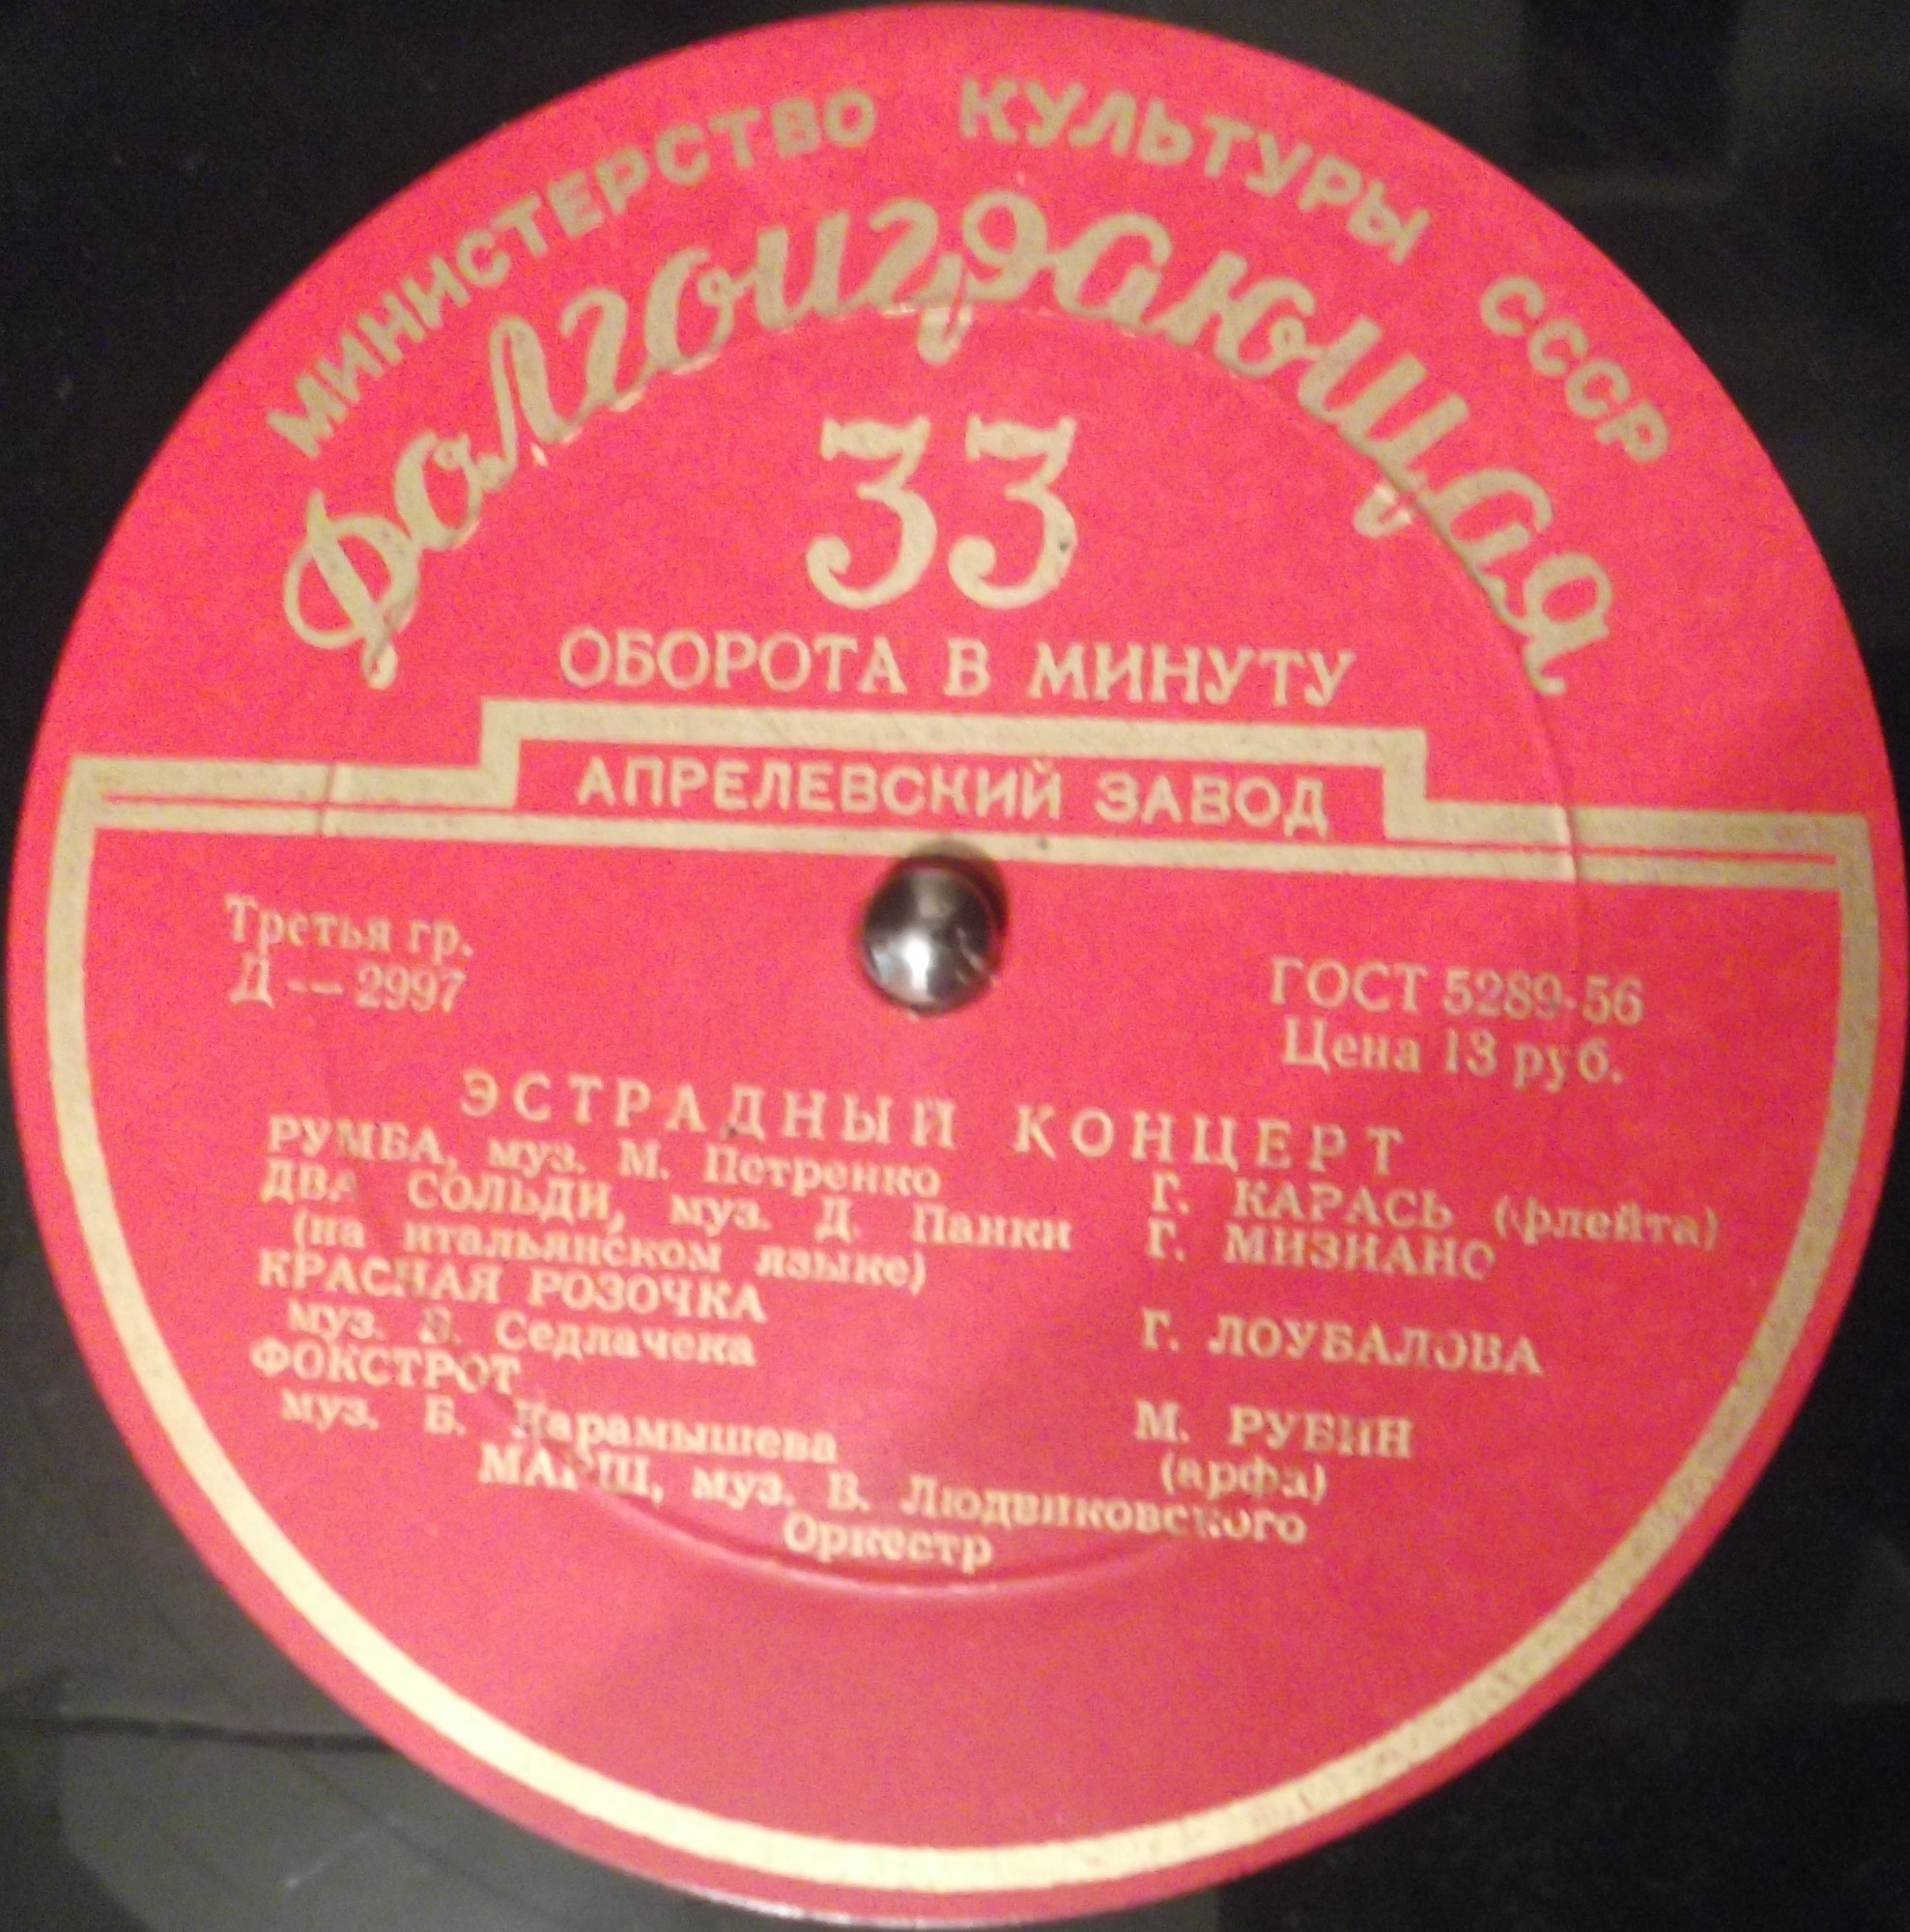 МИНИСТЕРСТВО КУЛЬТУРЫ СССР
Долгоиграющая
33
ОБОРОТА В МИНУТУ
АПРЕЛЕВСКИЙ ЗАВОД
Третья гр.
Д — 2997
ГОСТ 5289-56
Цена 13 руб.
ЭСТРАДНЫЙ КОНЦЕРТ
РУМБА, муз. М. Петренко
Г. КАРАСЬ (флейта)
ДВА СОЛЬДИ, муз. Д. Панки
Г. МИЗИАНО
(на итальянском языке)
КРАСНАЯ РОЗОЧКА
муз. Седлачека
Г. ЛОУБАЛОВА
ФОКСТРОТ
муз. Б. Карамышева
М. РУБИН
(арфа)
МАРШ, муз. В. Людвиковского
Оркестр